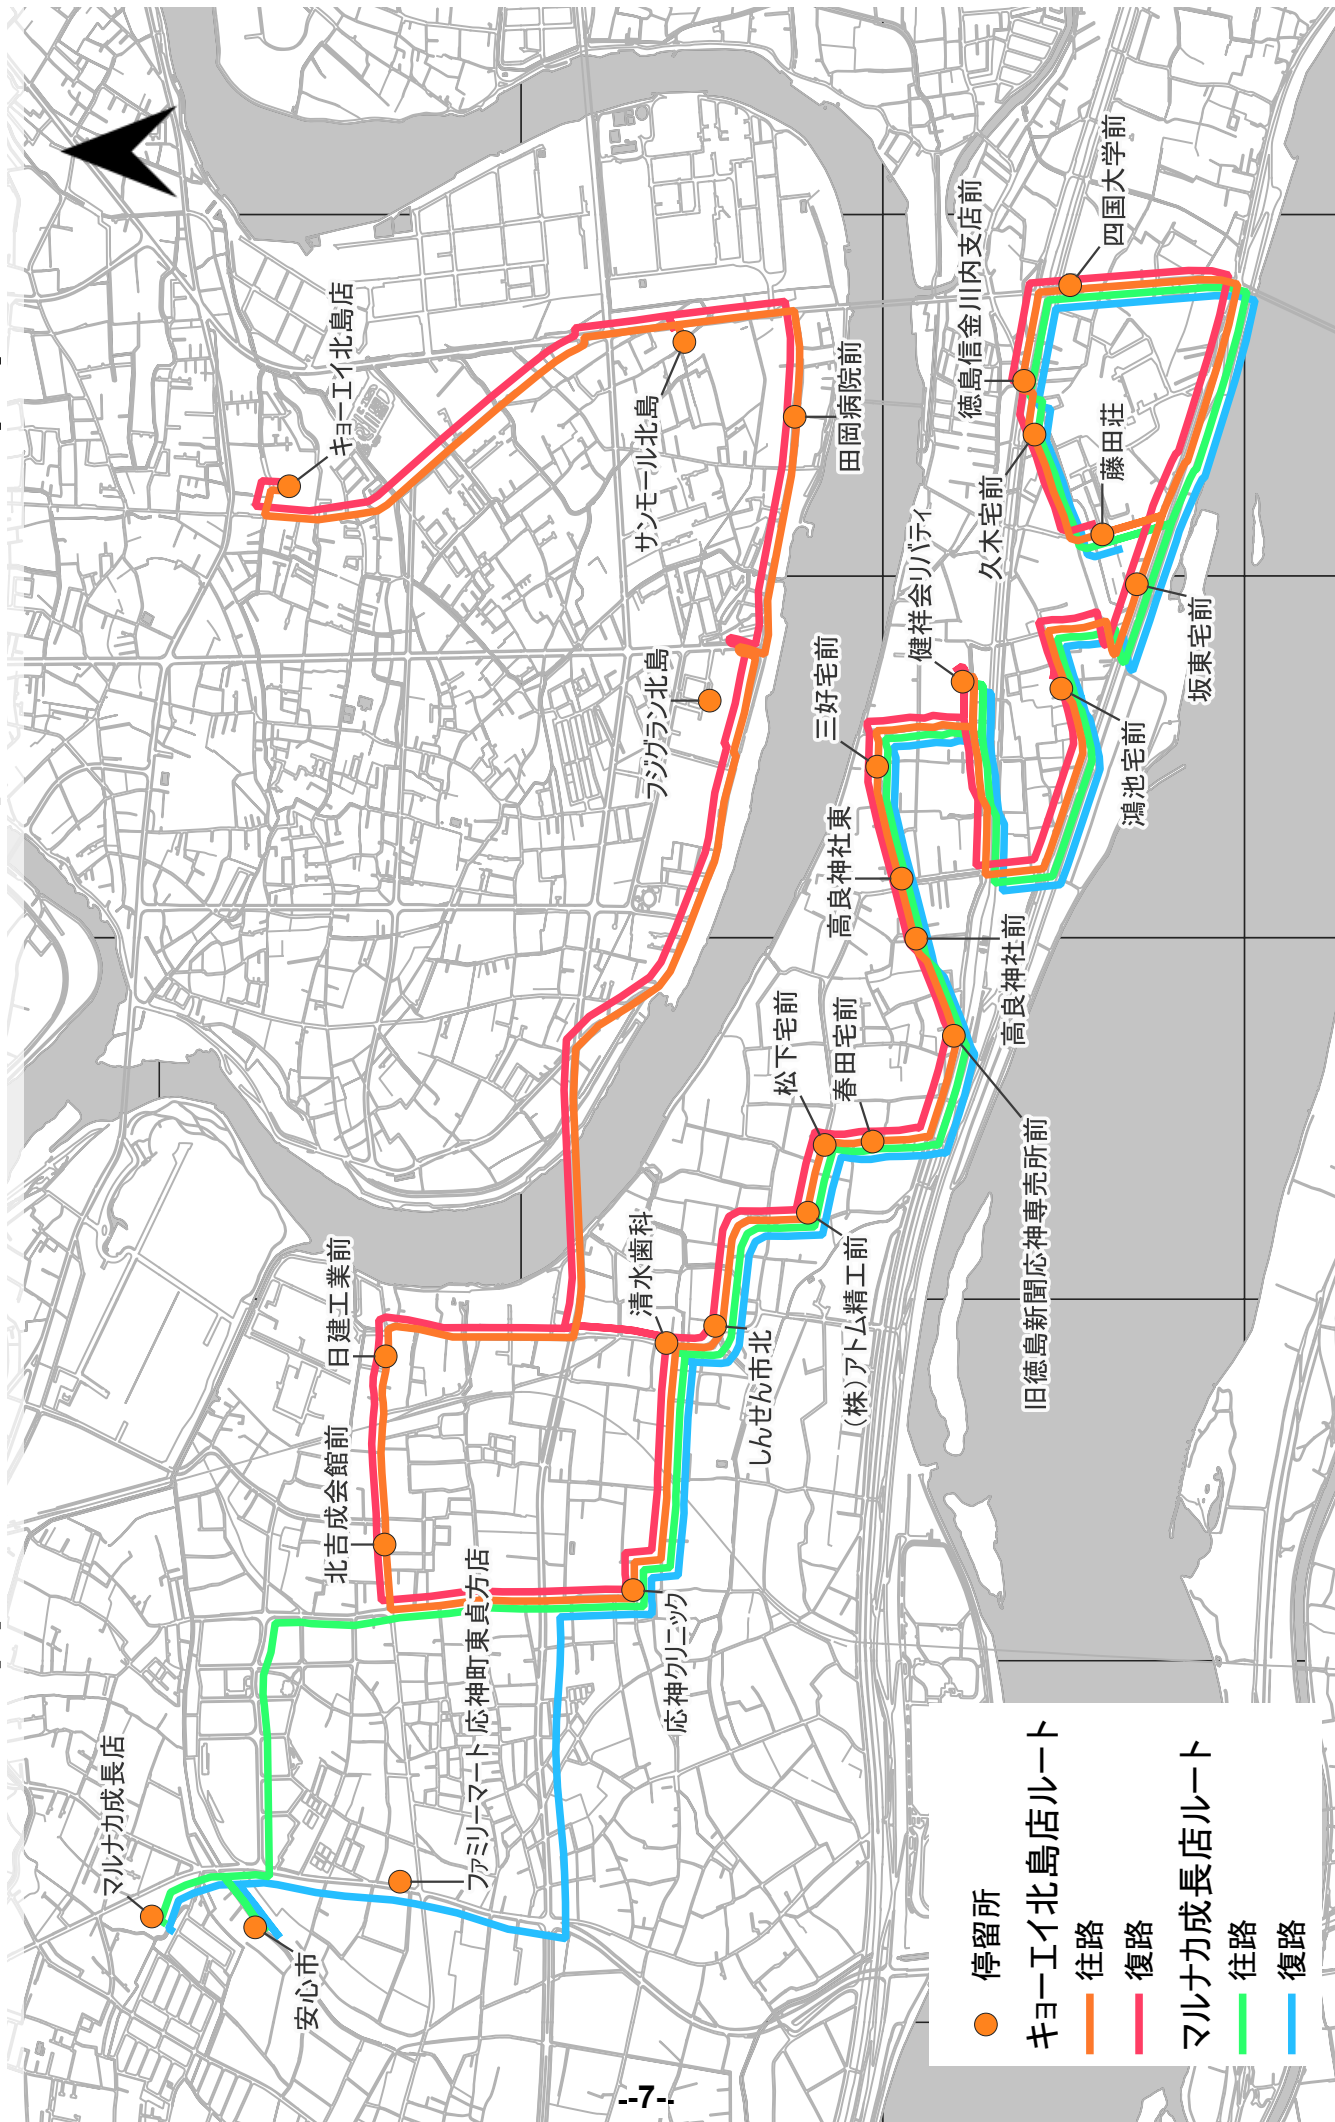 マルナカ成長店
安心市
ファミリーマート応神町東貞方店
北吉成会館前
日建工業前
応神クリニック
清水歯科
しんせん市北
(株)アトム精工前
松下宅前
春田宅前
旧徳島新聞応神専売所前
高良神社前
高良神社東
三好宅前
健祥会リバティ
鴻池宅前
坂東宅前
藤田荘
久木宅前
徳島信金川内支店前
四国大学前
キョーエイ北島店
サンモール北島
田岡病院前
フジグラン北島
停留所
キョーエイ北島店ルート
往路
復路
マルナカ成長店ルート
往路
復路
--7--